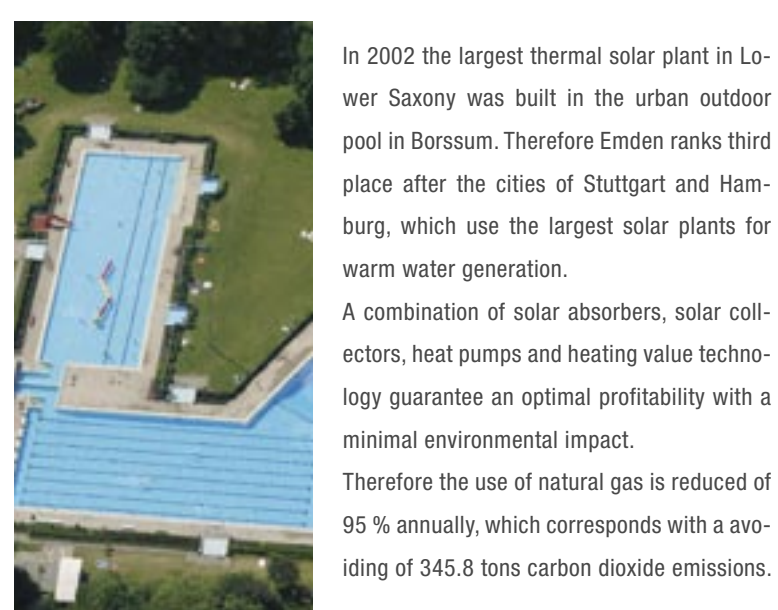 In 2002 the largest thermal solar plant in Lo-
wer Saxony was built in the urban outdoor
pool in Borssum. Therefore Emden ranks third
place after the cities of Stuttgart and Ham-
burg, which use the largest solar plants for
warm water generation.
A combination of solar absorbers, solar coll-
ectors, heat pumps and heating value techno-
logy guarantee an optimal profitability with a
minimal environmental impact.
Therefore the use of natural gas is reduced of
95 % annually, which corresponds with a avo-
iding of 345.8 tons carbon dioxide emissions.